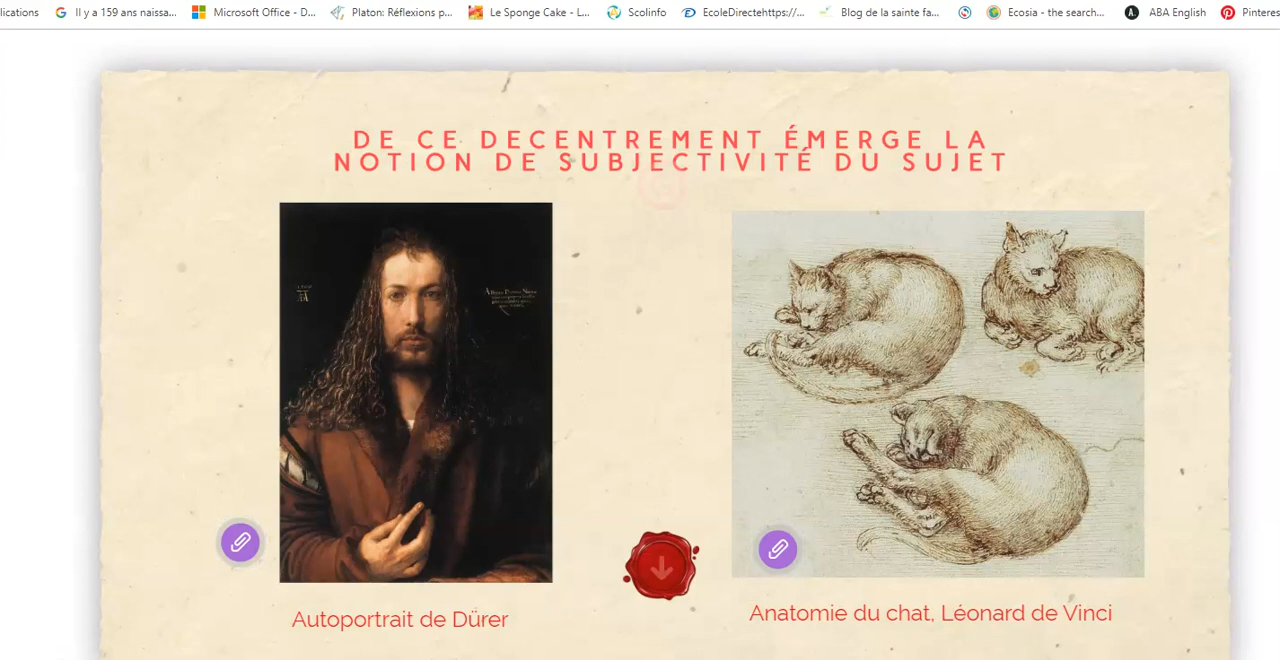 lications
Il y a 159 ans naissa...
Microsoft Office - D...
Platon: Réflexions p...
Le Sponge Cake - L...
Scolinfo
EcoleDirectehttps://...
Blog de la sainte fa...
Ecosia - the search...
ABA English
Pinteres
DE CE DECENTREMENT ÉMERGE LA
NOTION DE SUBJECTIVITÉ DU SUJET
Autoportrait de Dürer
Anatomie du chat, Léonard de Vinci